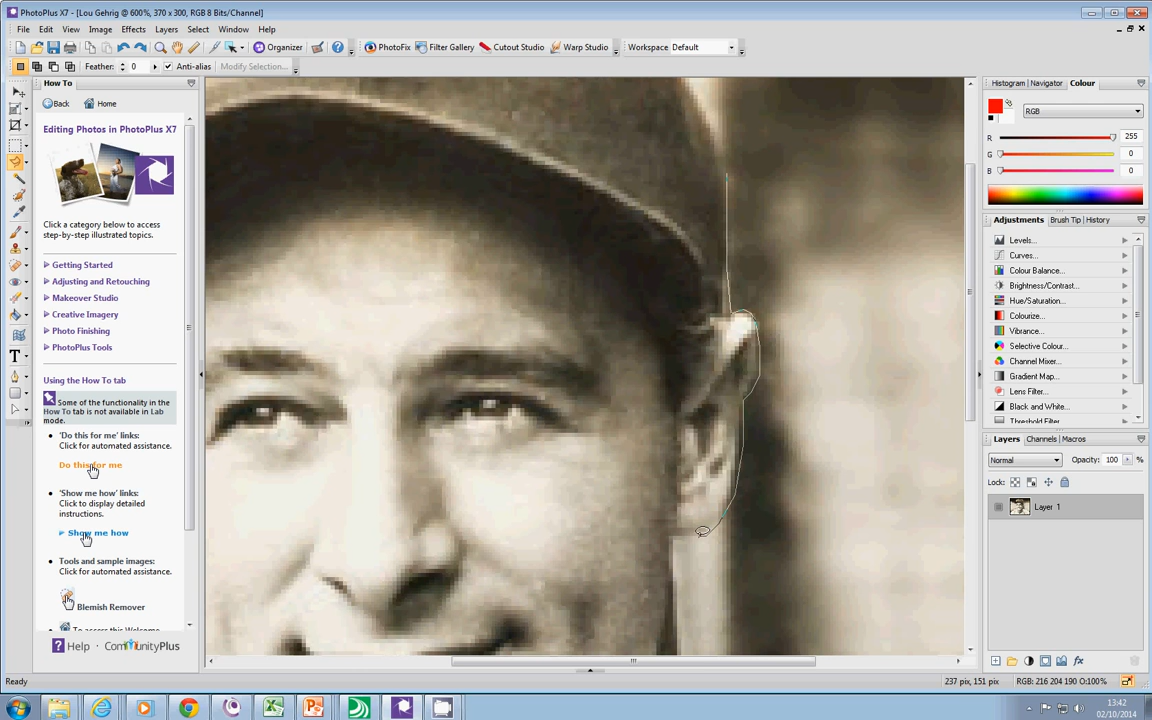 PhotoPlus X7 - [Lou Gehrig @ 600%, 370 x 300, RGB 8 Bits/Channel]
File Edit View Image Effects Layers Select Window Help
Organizer PhotoFix Filter Gallery Cutout Studio Warp Studio Workspace Default
Feather: 0 Anti-alias Modify Selection...
How To
Back Home
Editing Photos in PhotoPlus X7
Click a category below to access
step-by-step illustrated topics.
Getting Started
Adjusting and Retouching
Makeover Studio
Creative Imagery
Photo Finishing
PhotoPlus Tools
Using the How To tab
Some of the functionality in the
How To tab is not available in Lab
mode.
'Do this for me' links:
Click for automated assistance.
Do this for me
'Show me how' links:
Click to display detailed
instructions.
Show me how
Tools and sample images:
Click for automated assistance.
Blemish Remover
To access this Welcome
Help CommunityPlus
Histogram Navigator Colour
RGB
R 255
G 0
B 0
Adjustments Brush Tip History
Levels...
Curves...
Colour Balance...
Brightness/Contrast...
Hue/Saturation...
Colourize...
Vibrance...
Selective Colour...
Channel Mixer...
Gradient Map...
Lens Filter...
Black and White...
Threshold Filter
Layers Channels Macros
Normal Opacity: 100 %
Lock:
Layer 1
Ready 237 pix, 151 pix RGB: 216 204 190 O:100%
13:42
02/10/2014